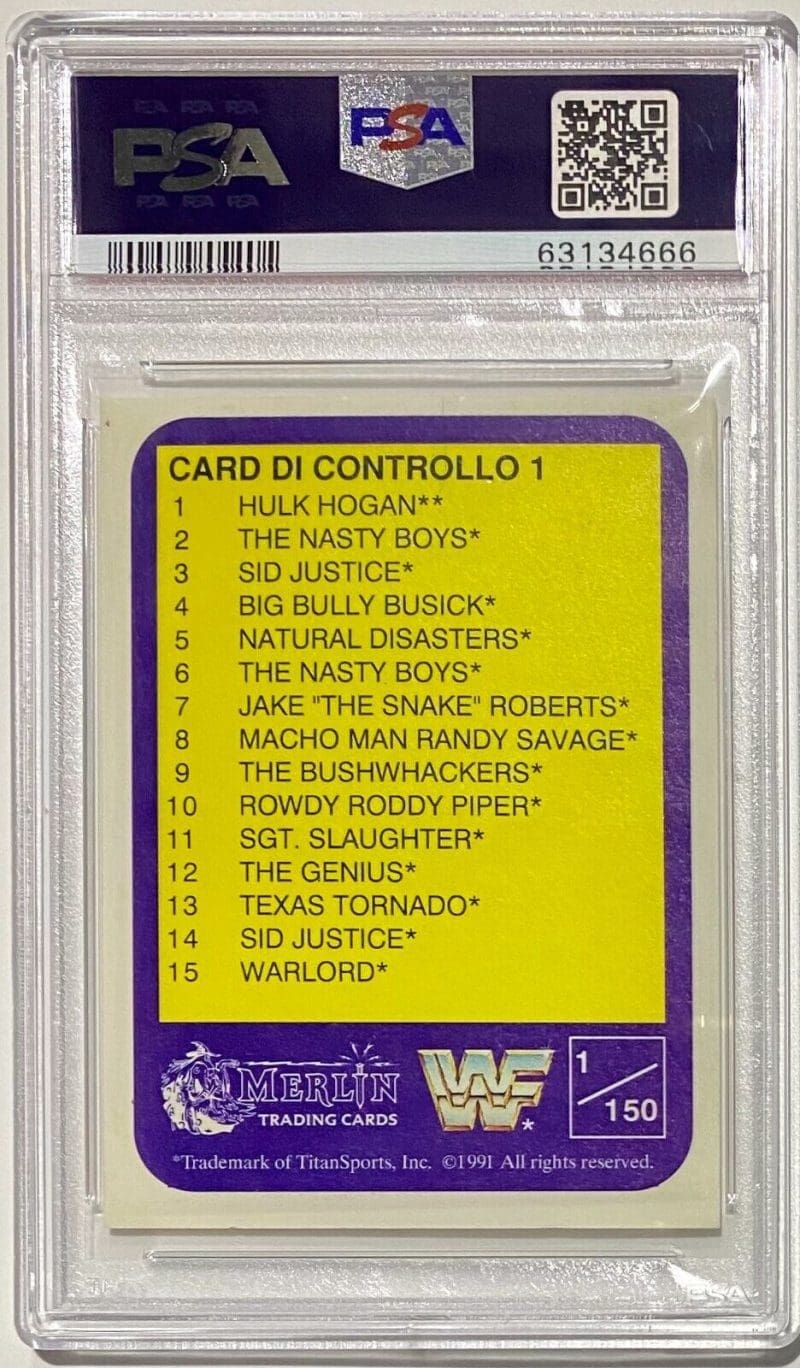 PSA
PSA
63134666
CARD DI CONTROLLO 1
1 HULK HOGAN**
2 THE NASTY BOYS*
3 SID JUSTICE*
4 BIG BULLY BUSICK*
5 NATURAL DISASTERS*
6 THE NASTY BOYS*
7 JAKE "THE SNAKE" ROBERTS*
8 MACHO MAN RANDY SAVAGE*
9 THE BUSHWHACKERS*
10 ROWDY RODDY PIPER*
11 SGT. SLAUGHTER*
12 THE GENIUS*
13 TEXAS TORNADO*
14 SID JUSTICE*
15 WARLORD*
MERLIN
TRADING CARDS
WF*
1/150
*Trademark of TitanSports, Inc. ©1991 All rights reserved.
PSA